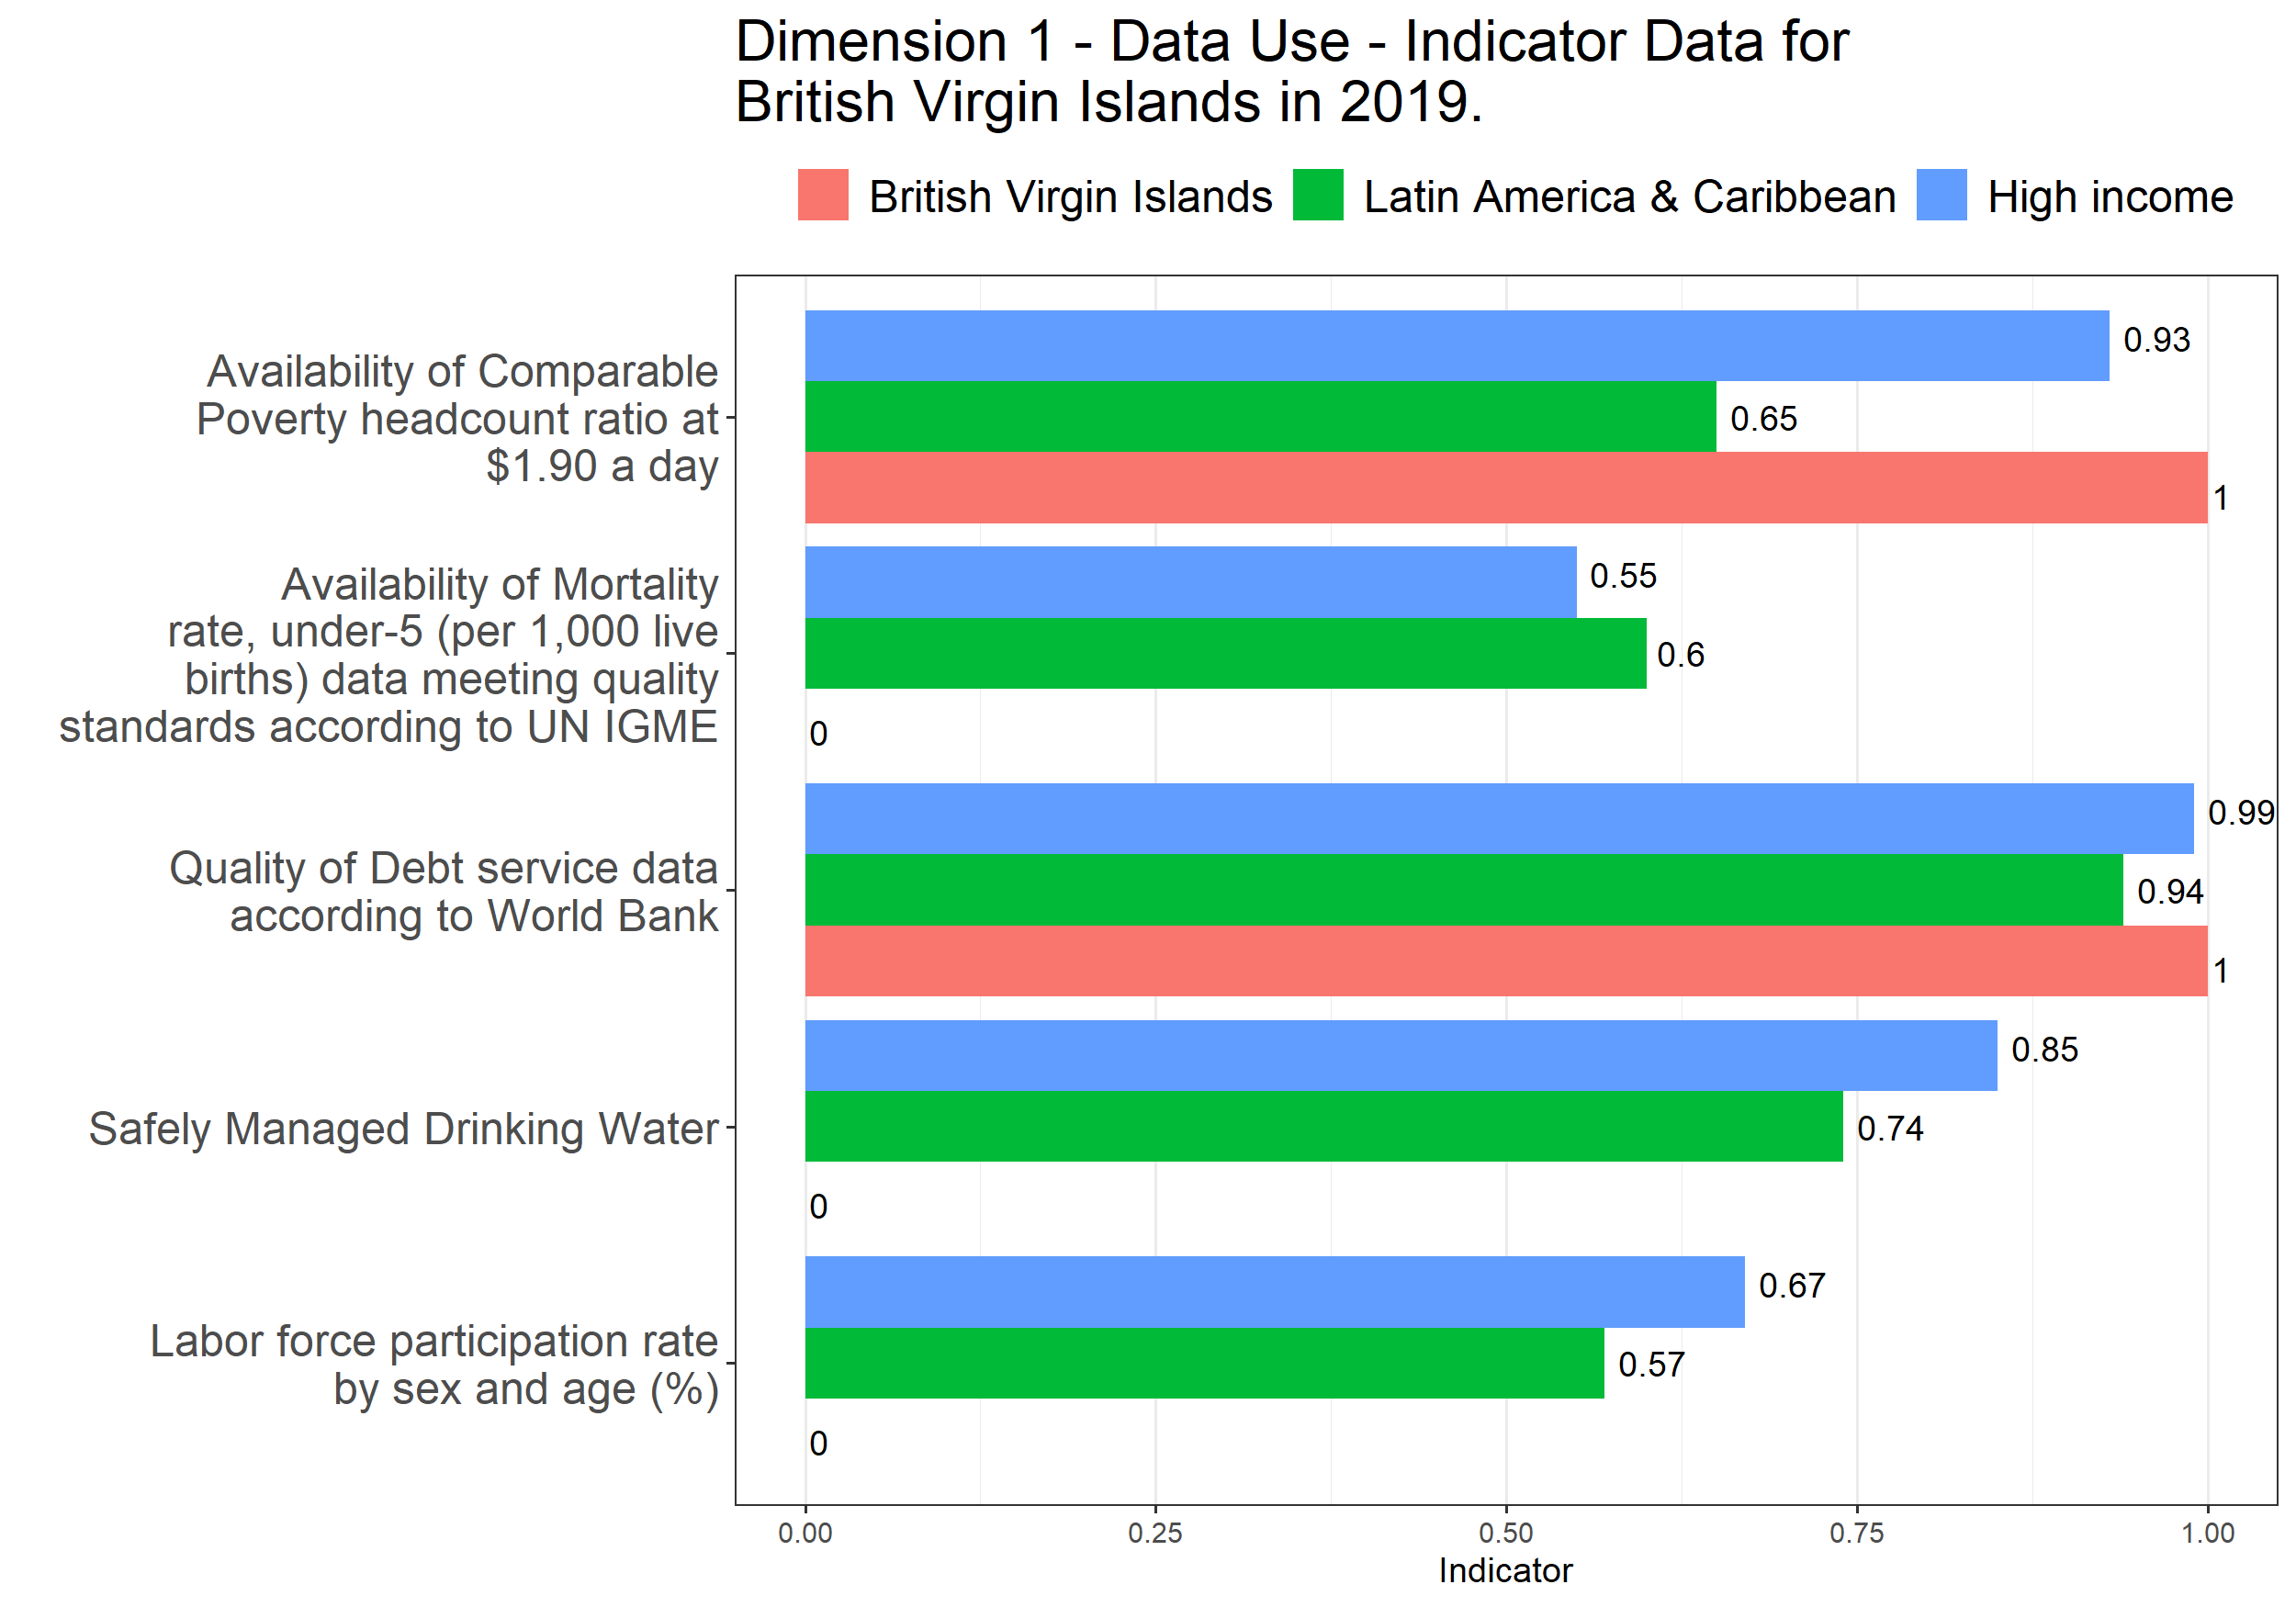 Dimension 1 - Data Use - Indicator Data for
British Virgin Islands in 2019.
British Virgin Islands
Latin America & Caribbean
High income
Availability of Comparable
Poverty headcount ratio at
$1.90 a day
0.93
0.65
1
Availability of Mortality
rate, under-5 (per 1,000 live
births) data meeting quality
standards according to UN IGME
0.55
0.6
0
Quality of Debt service data
according to World Bank
0.99
0.94
1
Safely Managed Drinking Water
0.85
0.74
0
Labor force participation rate
by sex and age (%)
0.67
0.57
0
0.00 0.25 0.50 0.75 1.00
Indicator